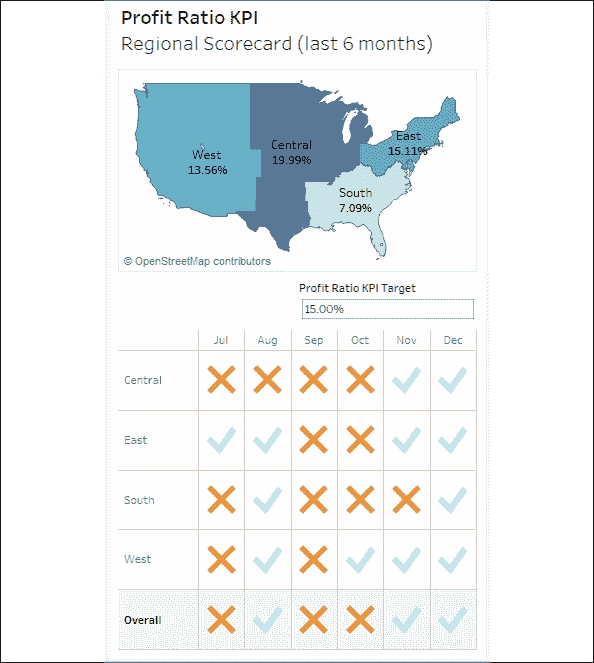 Profit Ratio KPI
Regional Scorecard (last 6 months)
West
13.56%
Central
19.99%
East
15.11%
South
7.09%
© OpenStreetMap contributors
Profit Ratio KPI Target
15.00%
Jul Aug Sep Oct Nov Dec
Central
East
South
West
Overall